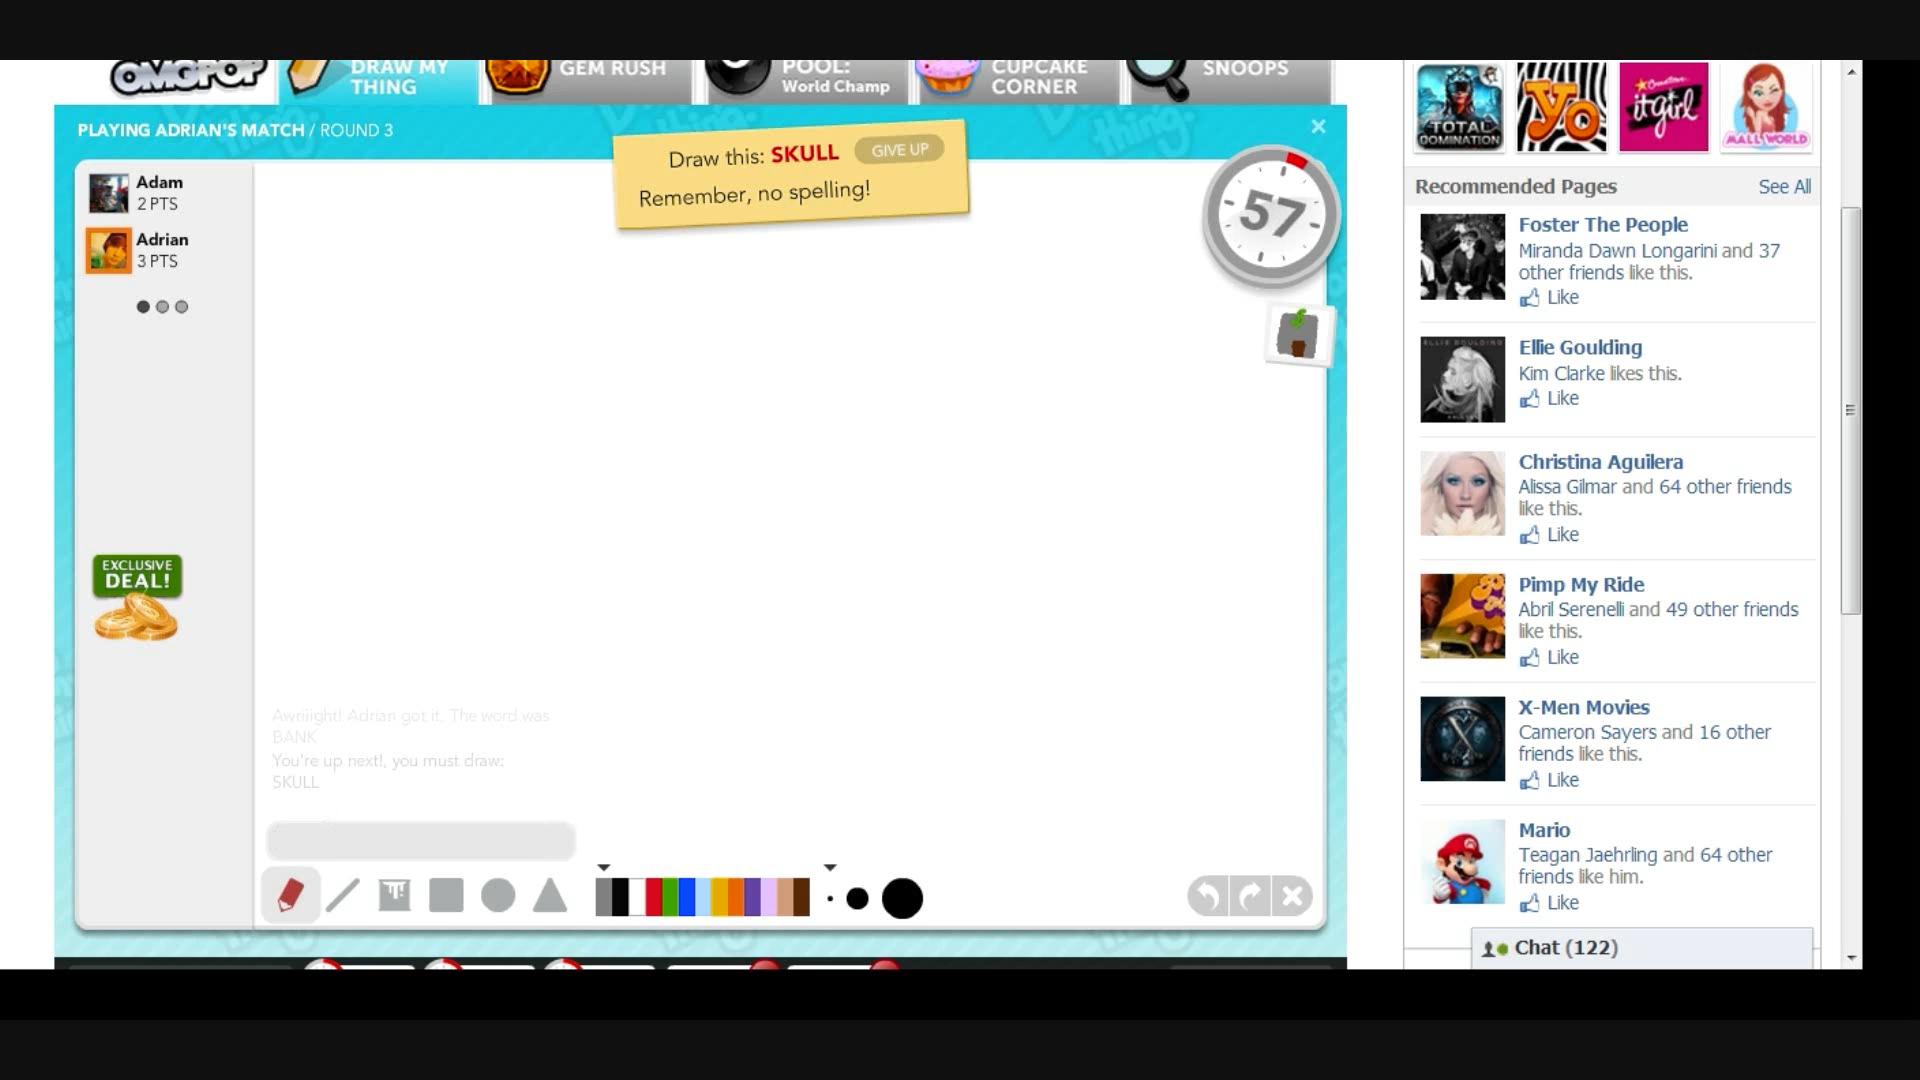 OMGPOP
DRAW MY
THING
GEM RUSH
POOL:
World Champ
CUPCAKE
CORNER
SNOOPS
PLAYING ADRIAN'S MATCH / ROUND 3
Draw this: SKULL
GIVE UP
Remember, no spelling!
57
Adam
2 PTS
Adrian
3 PTS
EXCLUSIVE
DEAL!
Awriiight! Adrian got it. The word was
BANK
You're up next!, you must draw:
SKULL
TOTAL
DOMINATION
Yo
it girl
MALL WORLD
Recommended Pages
See All
Foster The People
Miranda Dawn Longarini and 37
other friends like this.
Like
ELLIE GOULDING
Ellie Goulding
Kim Clarke likes this.
Like
Christina Aguilera
Alissa Gilmar and 64 other friends
like this.
Like
Pimp My Ride
Abril Serenelli and 49 other friends
like this.
Like
X-Men Movies
Cameron Sayers and 16 other
friends like this.
Like
Mario
Teagan Jaehrling and 64 other
friends like him.
Like
Chat (122)